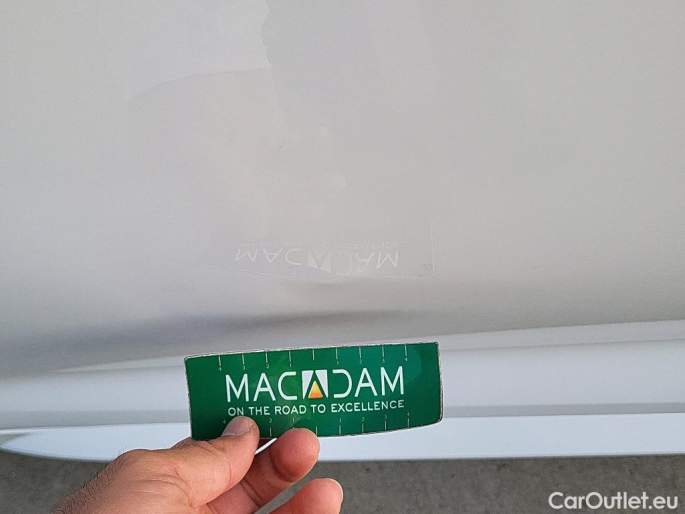 MACADAM
ON THE ROAD TO EXCELLENCE
CarOutlet.eu